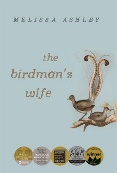 MELISSA ASHLEY
the
birdman's
wife